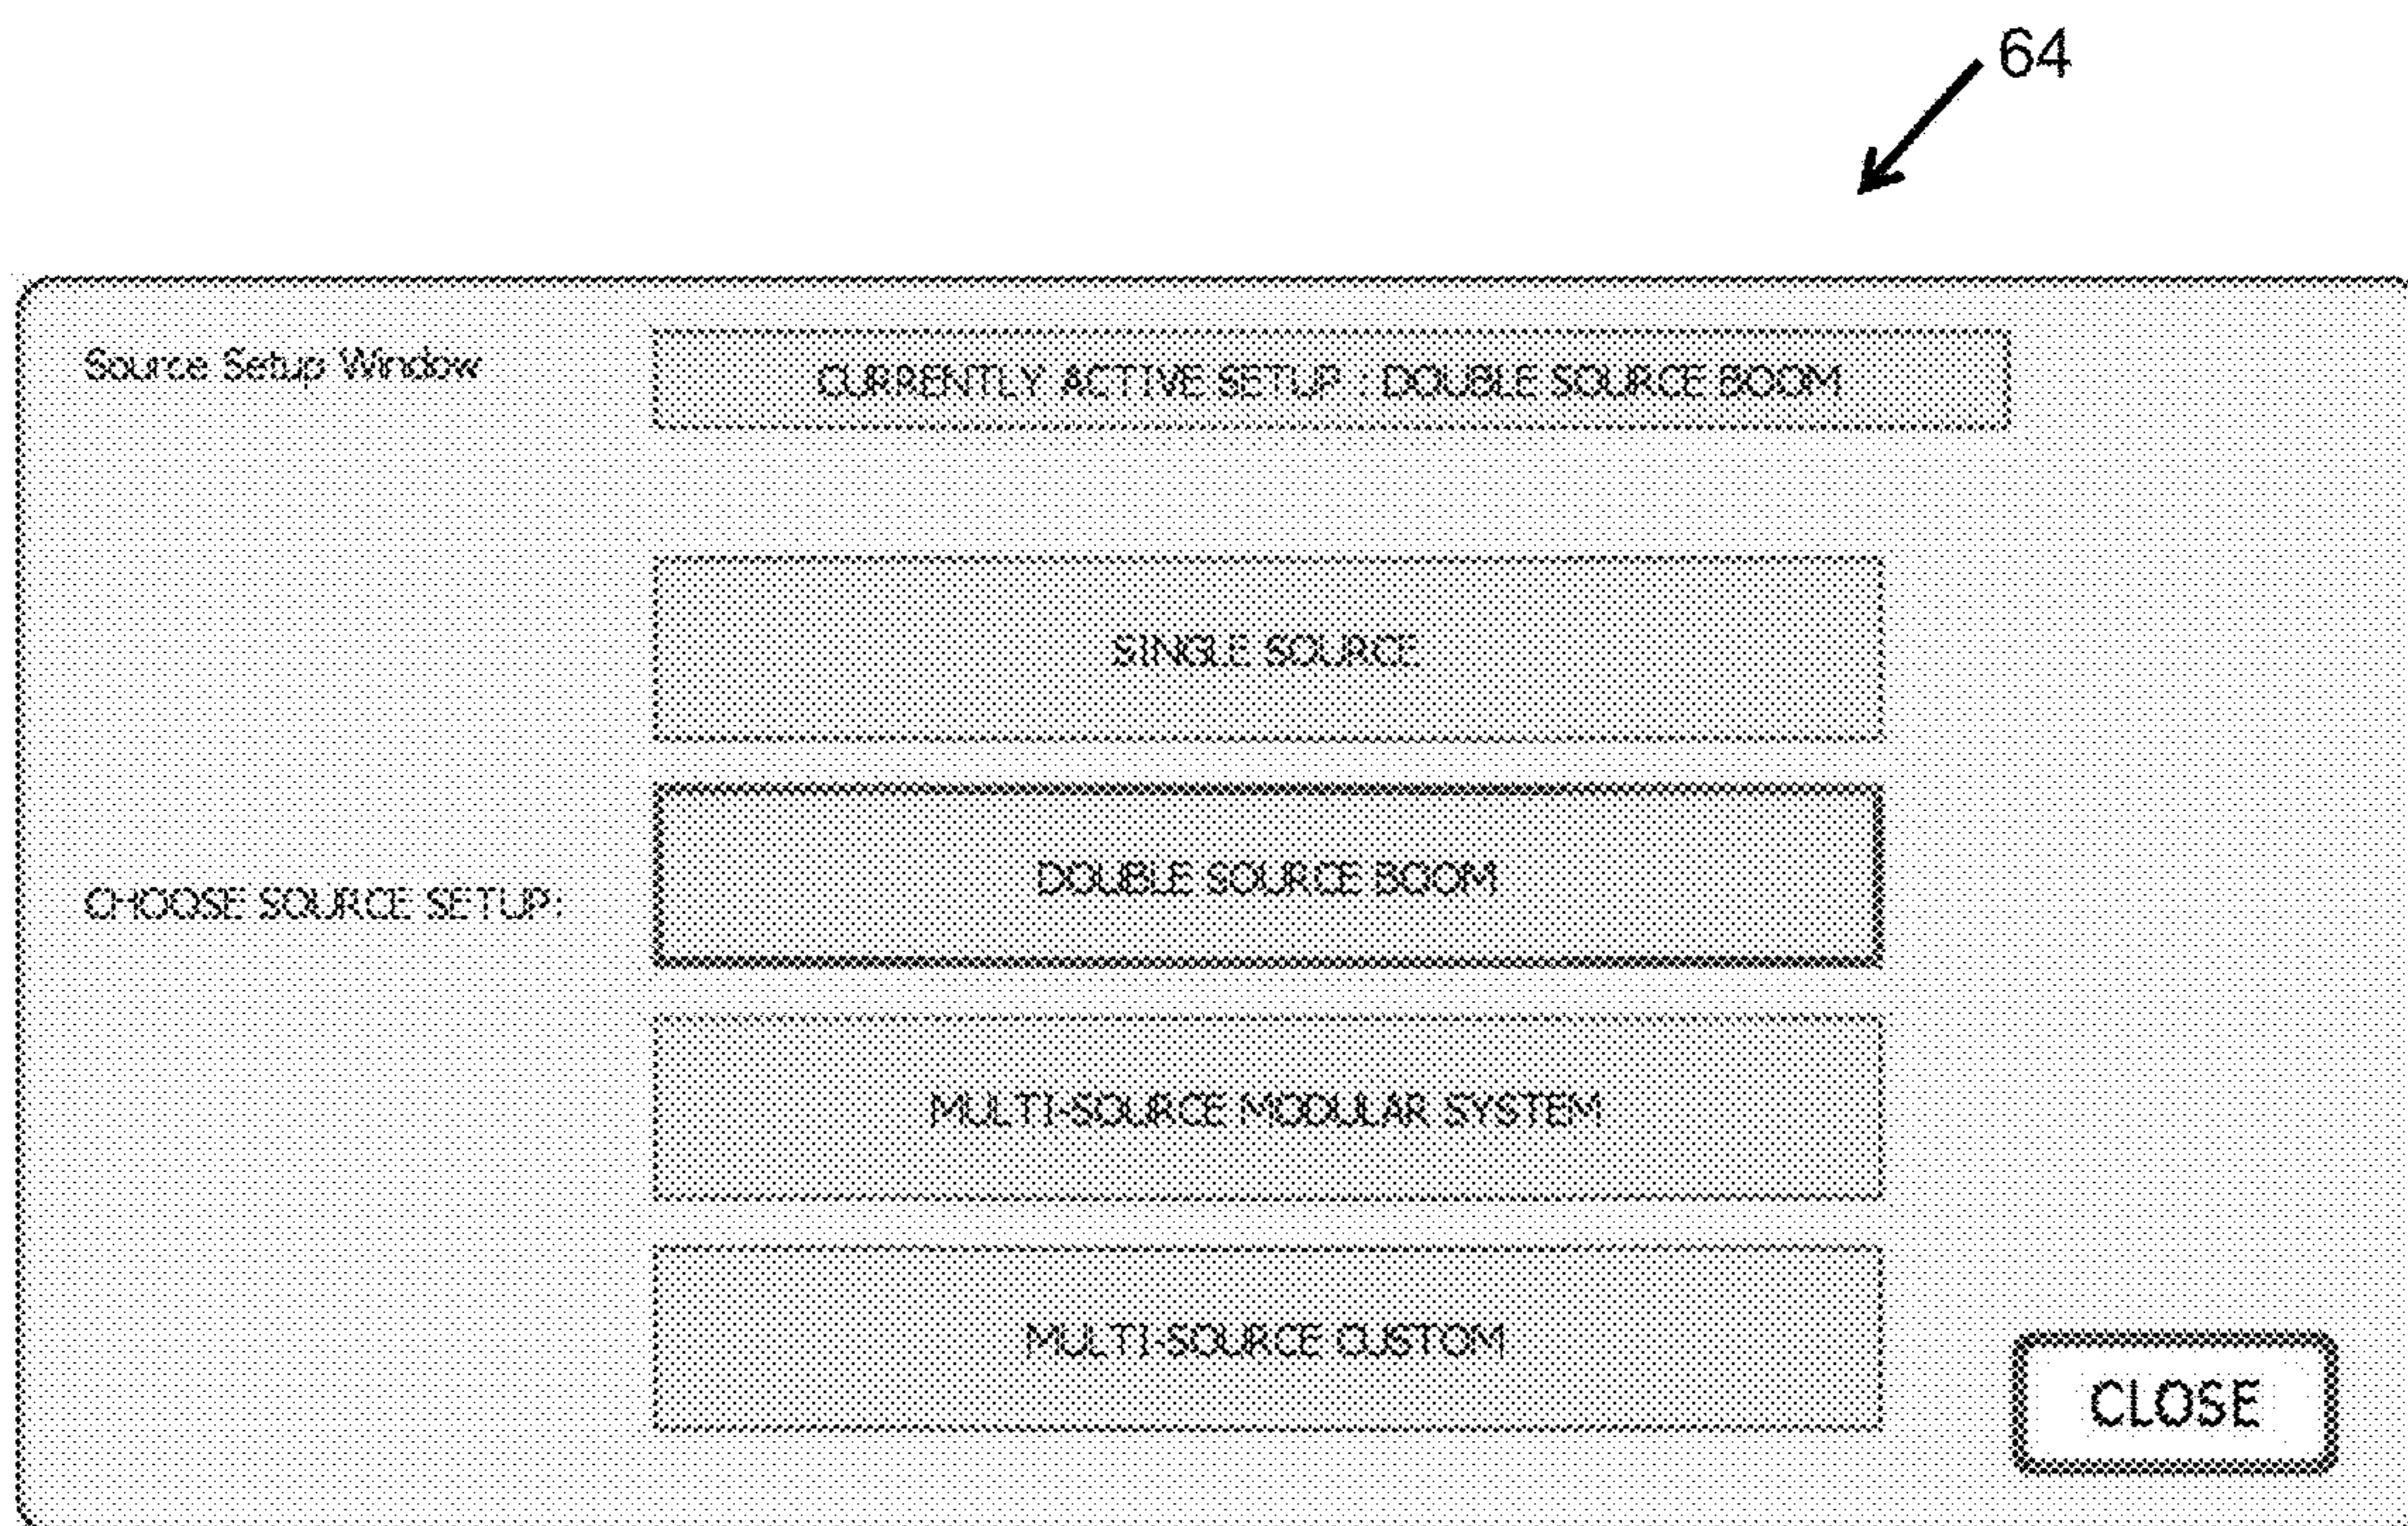 64
Source Setup Window
CURRENTLY ACTIVE SETUP : DOUBLE SOURCE BOOM
SINGLE SOURCE
DOUBLE SOURCE BOOM
CHOOSE SOURCE SETUP:
MULTI-SOURCE MODULAR SYSTEM
MULTI-SOURCE CUSTOM
CLOSE